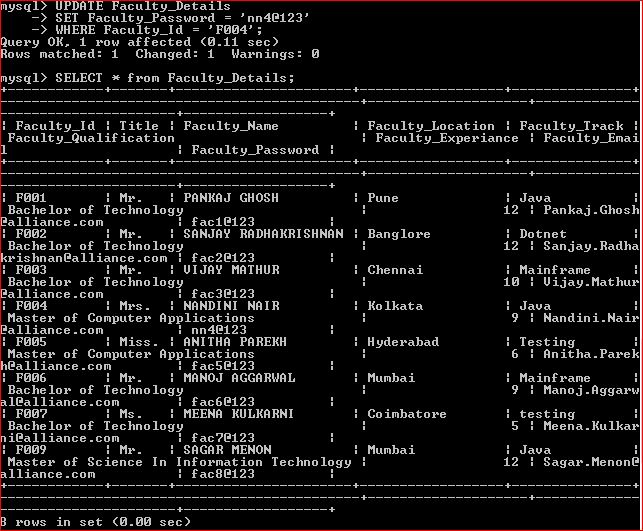 mysql> UPDATE Faculty_Details
    -> SET Faculty_Password = 'nn4@123'
    -> WHERE Faculty_Id = 'F004';
Query OK, 1 row affected (0.11 sec)
Rows matched: 1  Changed: 1  Warnings: 0
mysql> SELECT * from Faculty_Details;
| Faculty_Id | Title | Faculty_Name | Faculty_Location | Faculty_Track |
Faculty_Qualification | Faculty_Experiance | Faculty_Emai
l | Faculty_Password |
| F001 | Mr. | PANKAJ GHOSH | Pune | Java |
Bachelor of Technology | 12 | Pankaj.Ghosh
@alliance.com | fac1@123 |
| F002 | Mr. | SANJAY RADHAKRISHNAN | Banglore | Dotnet |
Bachelor of Technology | 12 | Sanjay.Radha
krishnan@alliance.com | fac2@123 |
| F003 | Mr. | VIJAY MATHUR | Chennai | Mainframe |
Bachelor of Technology | 10 | Vijay.Mathur
@alliance.com | fac3@123 |
| F004 | Mrs. | NANDINI NAIR | Kolkata | Java |
Master of Computer Applications | 9 | Nandini.Nair
@alliance.com | nn4@123 |
| F005 | Miss. | ANITHA PAREKH | Hyderabad | Testing |
Master of Computer Applications | 6 | Anitha.Parek
h@alliance.com | fac5@123 |
| F006 | Mr. | MANOJ AGGARWAL | Mumbai | Mainframe |
Bachelor of Technology | 9 | Manoj.Aggarw
al@alliance.com | fac6@123 |
| F007 | Ms. | MEENA KULKARNI | Coimbatore | testing |
Bachelor of Technology | 5 | Meena.Kulkar
ni@alliance.com | fac7@123 |
| F009 | Mr. | SAGAR MENON | Mumbai | Java |
Master of Science In Information Technology | 12 | Sagar.Menon@
alliance.com | fac8@123 |
8 rows in set (0.00 sec)